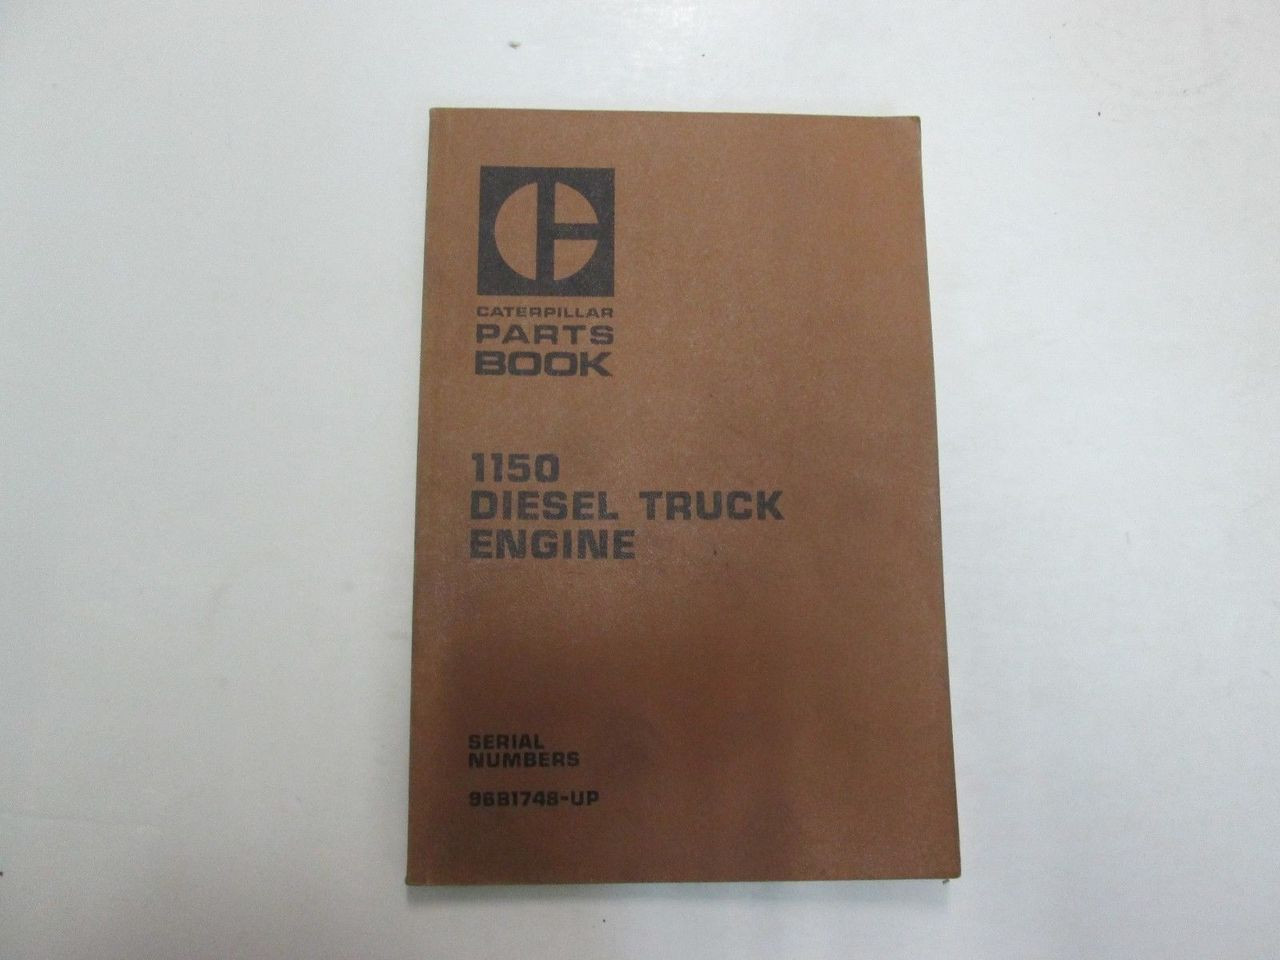 CATERPILLAR
PARTS
BOOK
1150
DIESEL TRUCK
ENGINE
SERIAL
NUMBERS
96B1748-UP